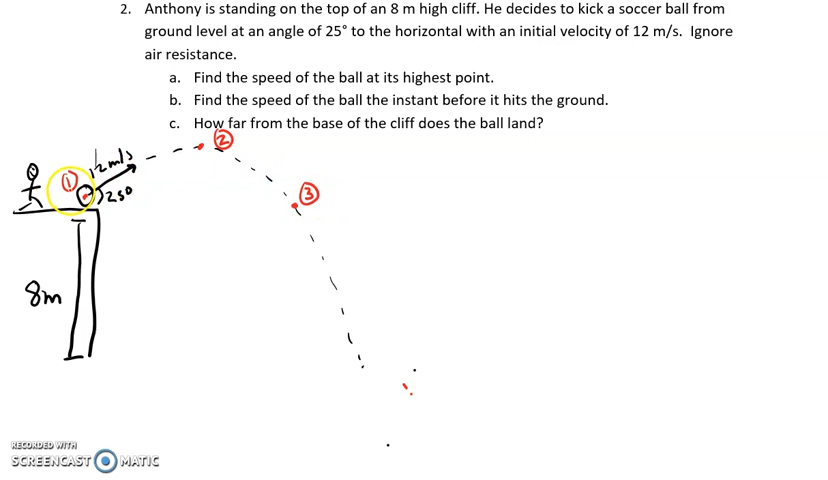 2. Anthony is standing on the top of an 8 m high cliff. He decides to kick a soccer ball from
ground level at an angle of 25° to the horizontal with an initial velocity of 12 m/s. Ignore
air resistance.
a. Find the speed of the ball at its highest point.
b. Find the speed of the ball the instant before it hits the ground.
c. How far from the base of the cliff does the ball land?
2
12 m/s
1
25°
3
8m
RECORDED WITH
SCREENCAST O MATIC